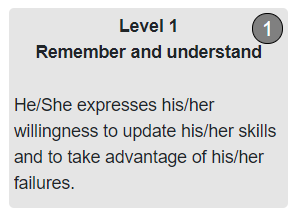 Level 1
1
Remember and understand
He/She expresses his/her
willingness to update his/her skills
and to take advantage of his/her
failures.